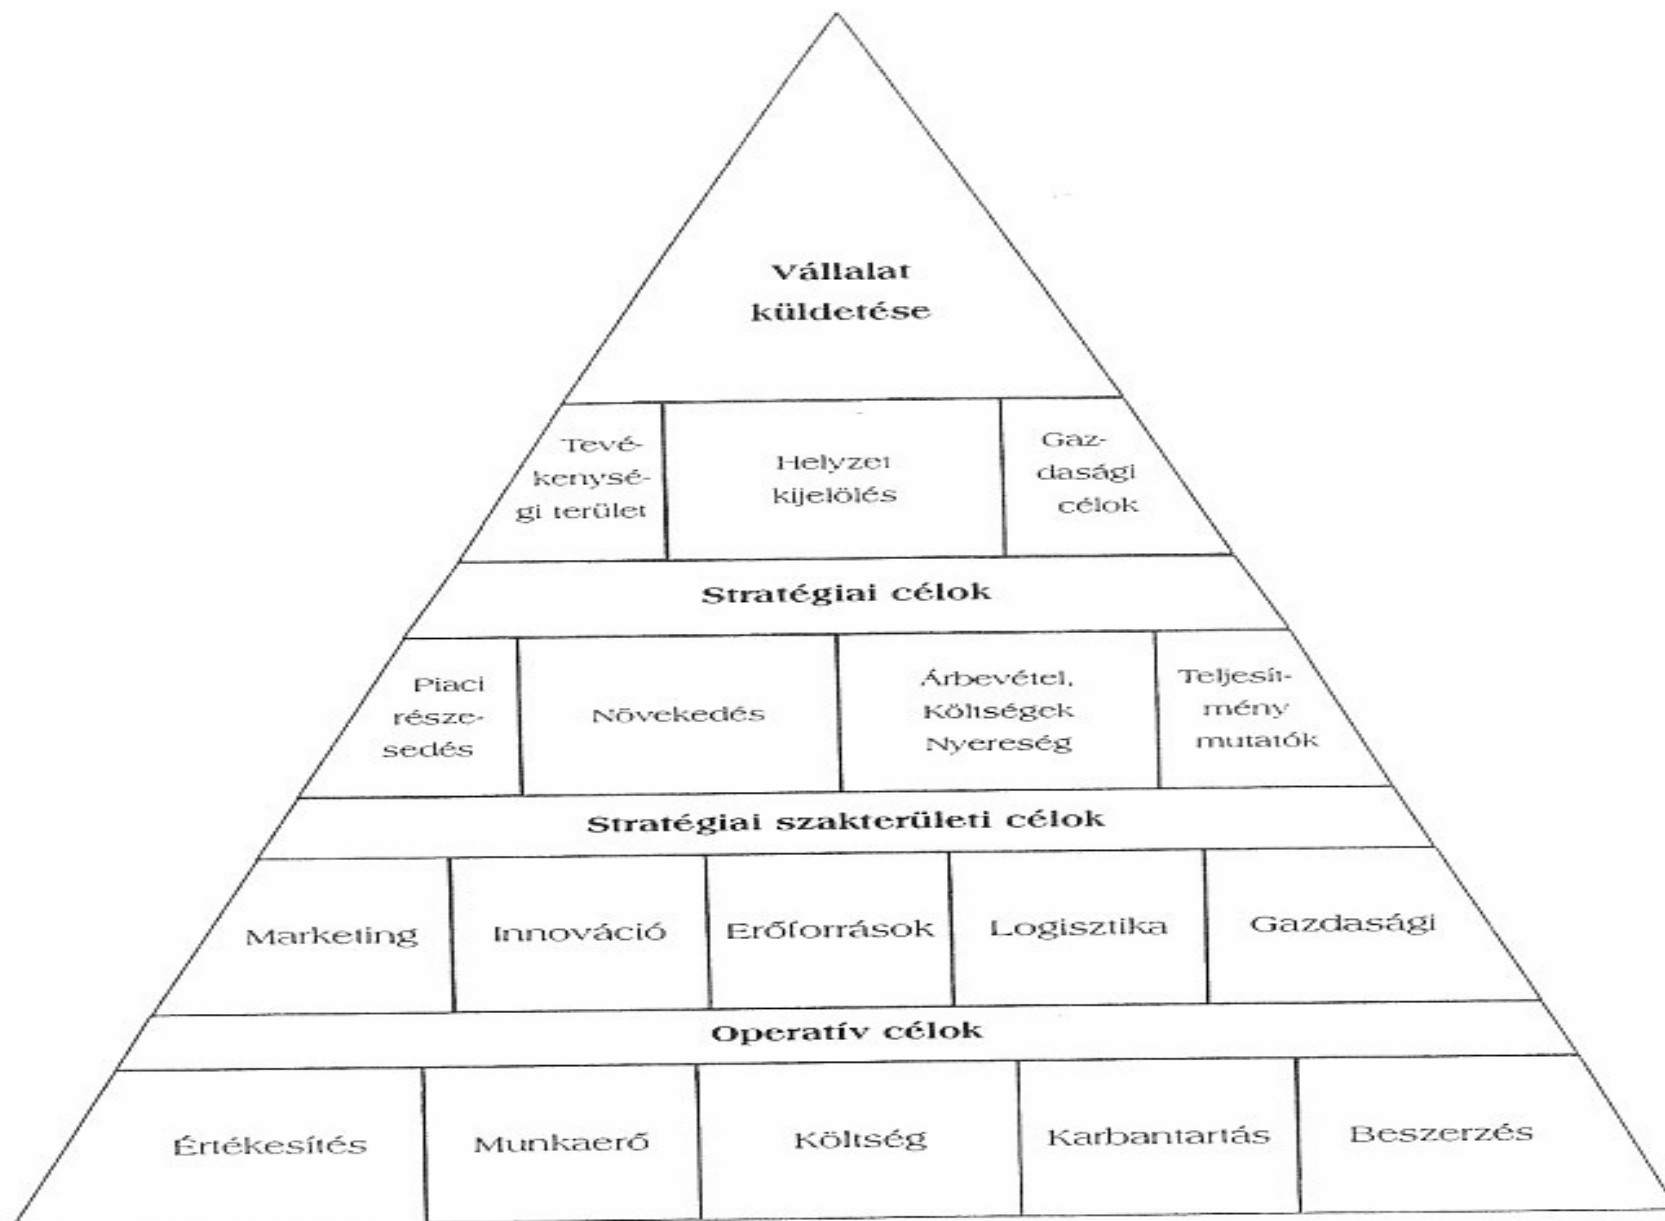 Vállalat
küldetése
Tevé-
kenysé-
gi terület
Helyzet
kijelölés
Gaz-
dasági
célok
Stratégiai célok
Piaci
része-
sedés
Növekedés
Árbevétel,
Költségek
Nyereség
Teljesít-
mény
mutatók
Stratégiai szakterületi célok
Marketing
Innováció
Erőforrások
Logisztika
Gazdasági
Operatív célok
Értékesítés
Munkaerő
Költség
Karbantartás
Beszerzés